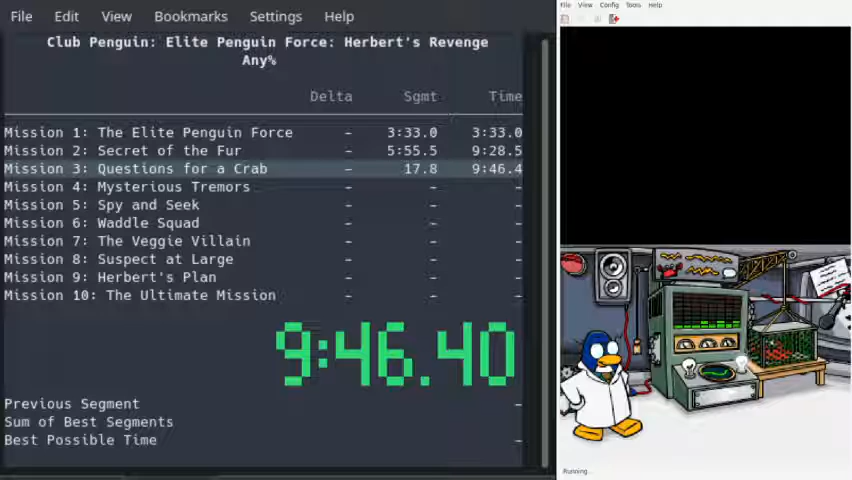 File Edit View Bookmarks Settings Help
Club Penguin: Elite Penguin Force: Herbert's Revenge
Any%
Delta Sgmt Time
Mission 1: The Elite Penguin Force - 3:33.0 3:33.0
Mission 2: Secret of the Fur - 5:55.5 9:28.5
Mission 3: Questions for a Crab - 17.8 9:46.4
Mission 4: Mysterious Tremors - - -
Mission 5: Spy and Seek - - -
Mission 6: Waddle Squad - - -
Mission 7: The Veggie Villain - - -
Mission 8: Suspect at Large - - -
Mission 9: Herbert's Plan - - -
Mission 10: The Ultimate Mission - - -
9:46.40
Previous Segment -
Sum of Best Segments -
Best Possible Time -
File View Config Tools Help
Running...